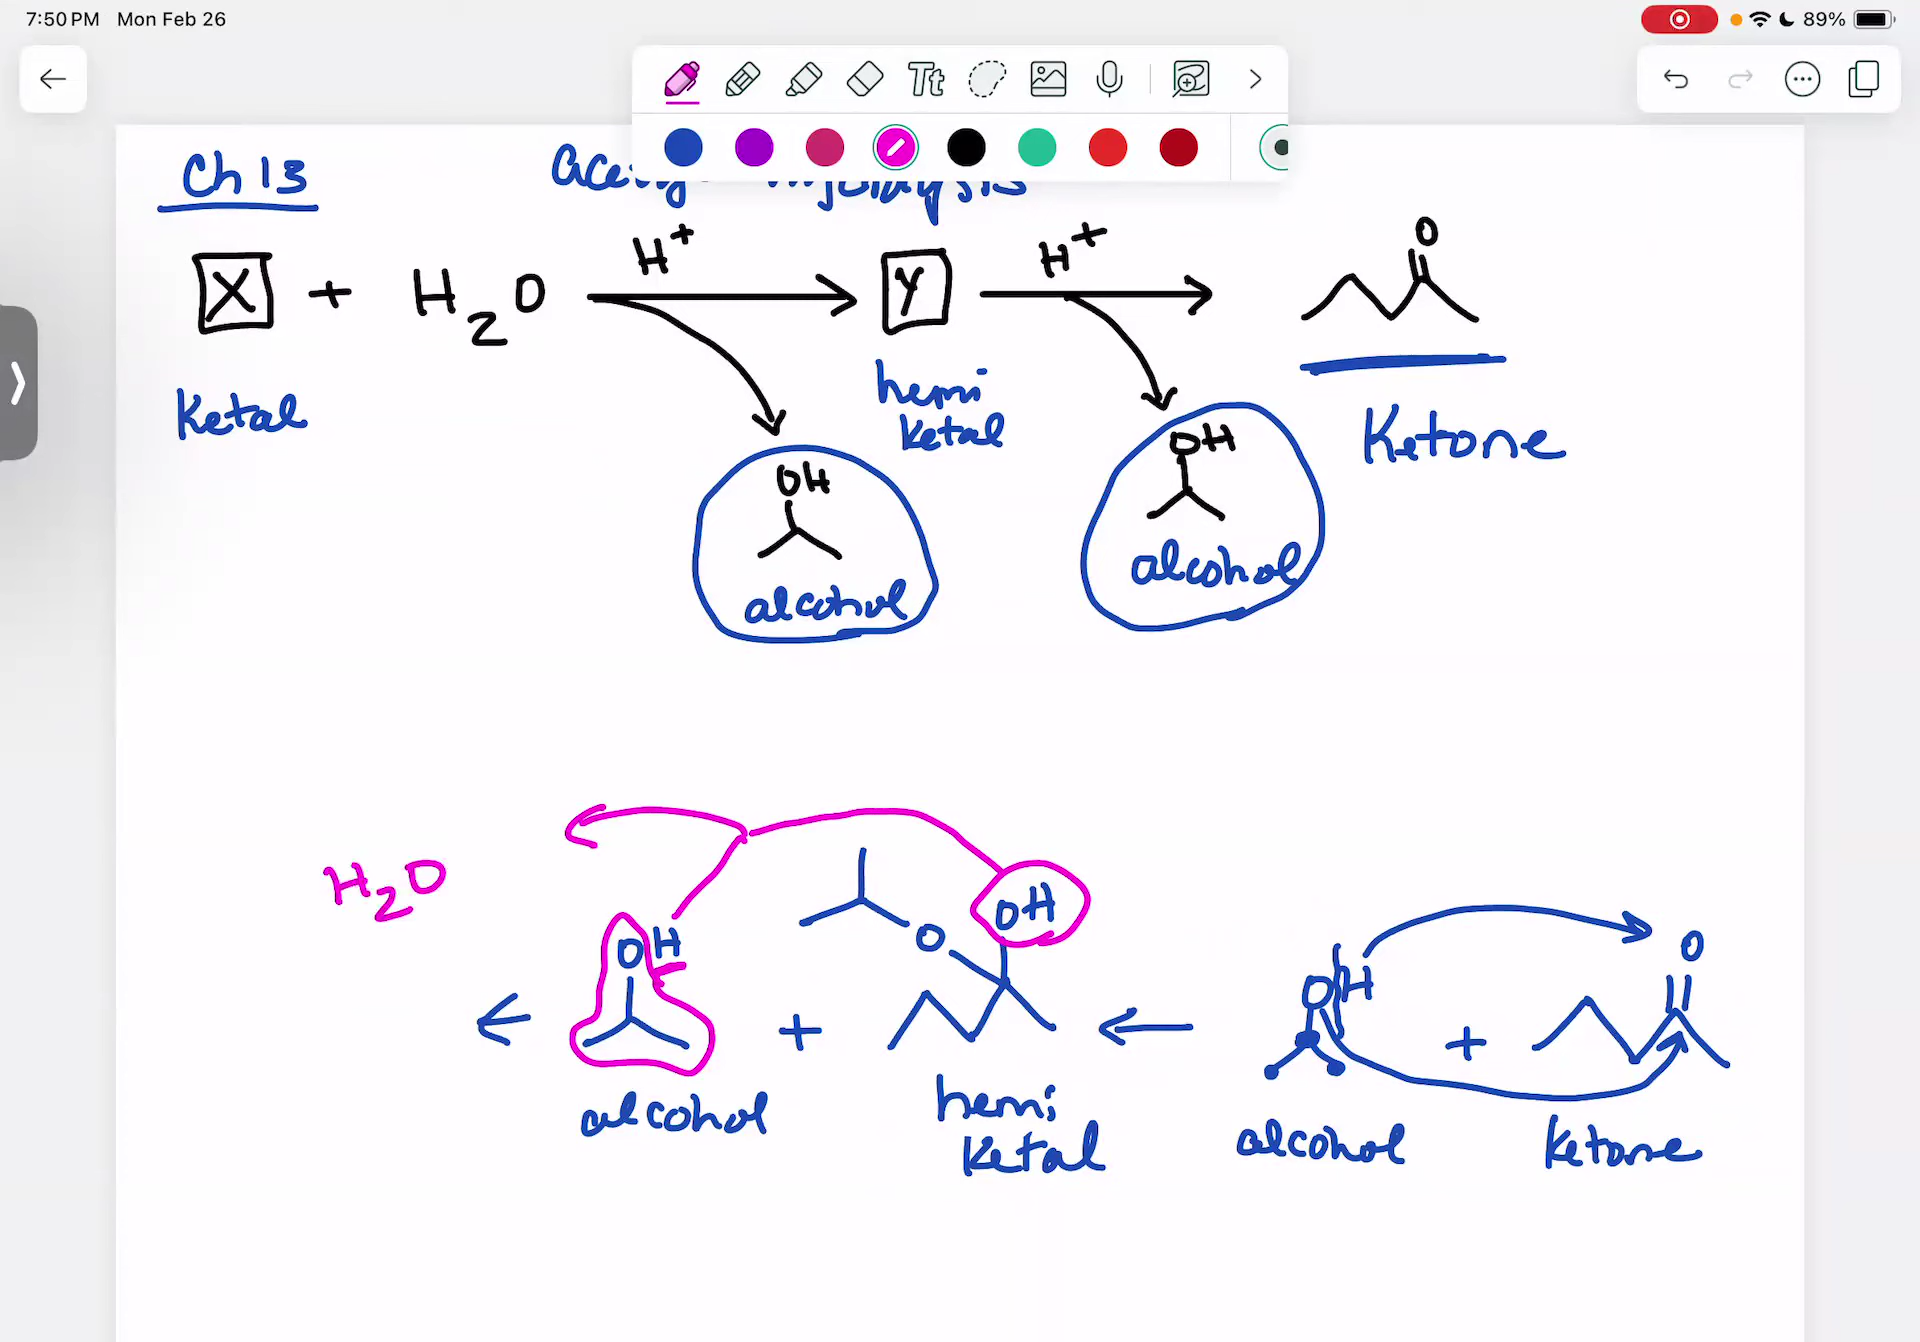 7:50 PM Mon Feb 26
89%
Tt
Ch 13
X + H2O H+ Y H+ O
Ketal
hemi
ketal
Ketone
OH
alcohol
OH
alcohol
H2O
OH
O
OH
OH
O
+
+
alcohol
hemi
Ketal
alcohol
Ketone